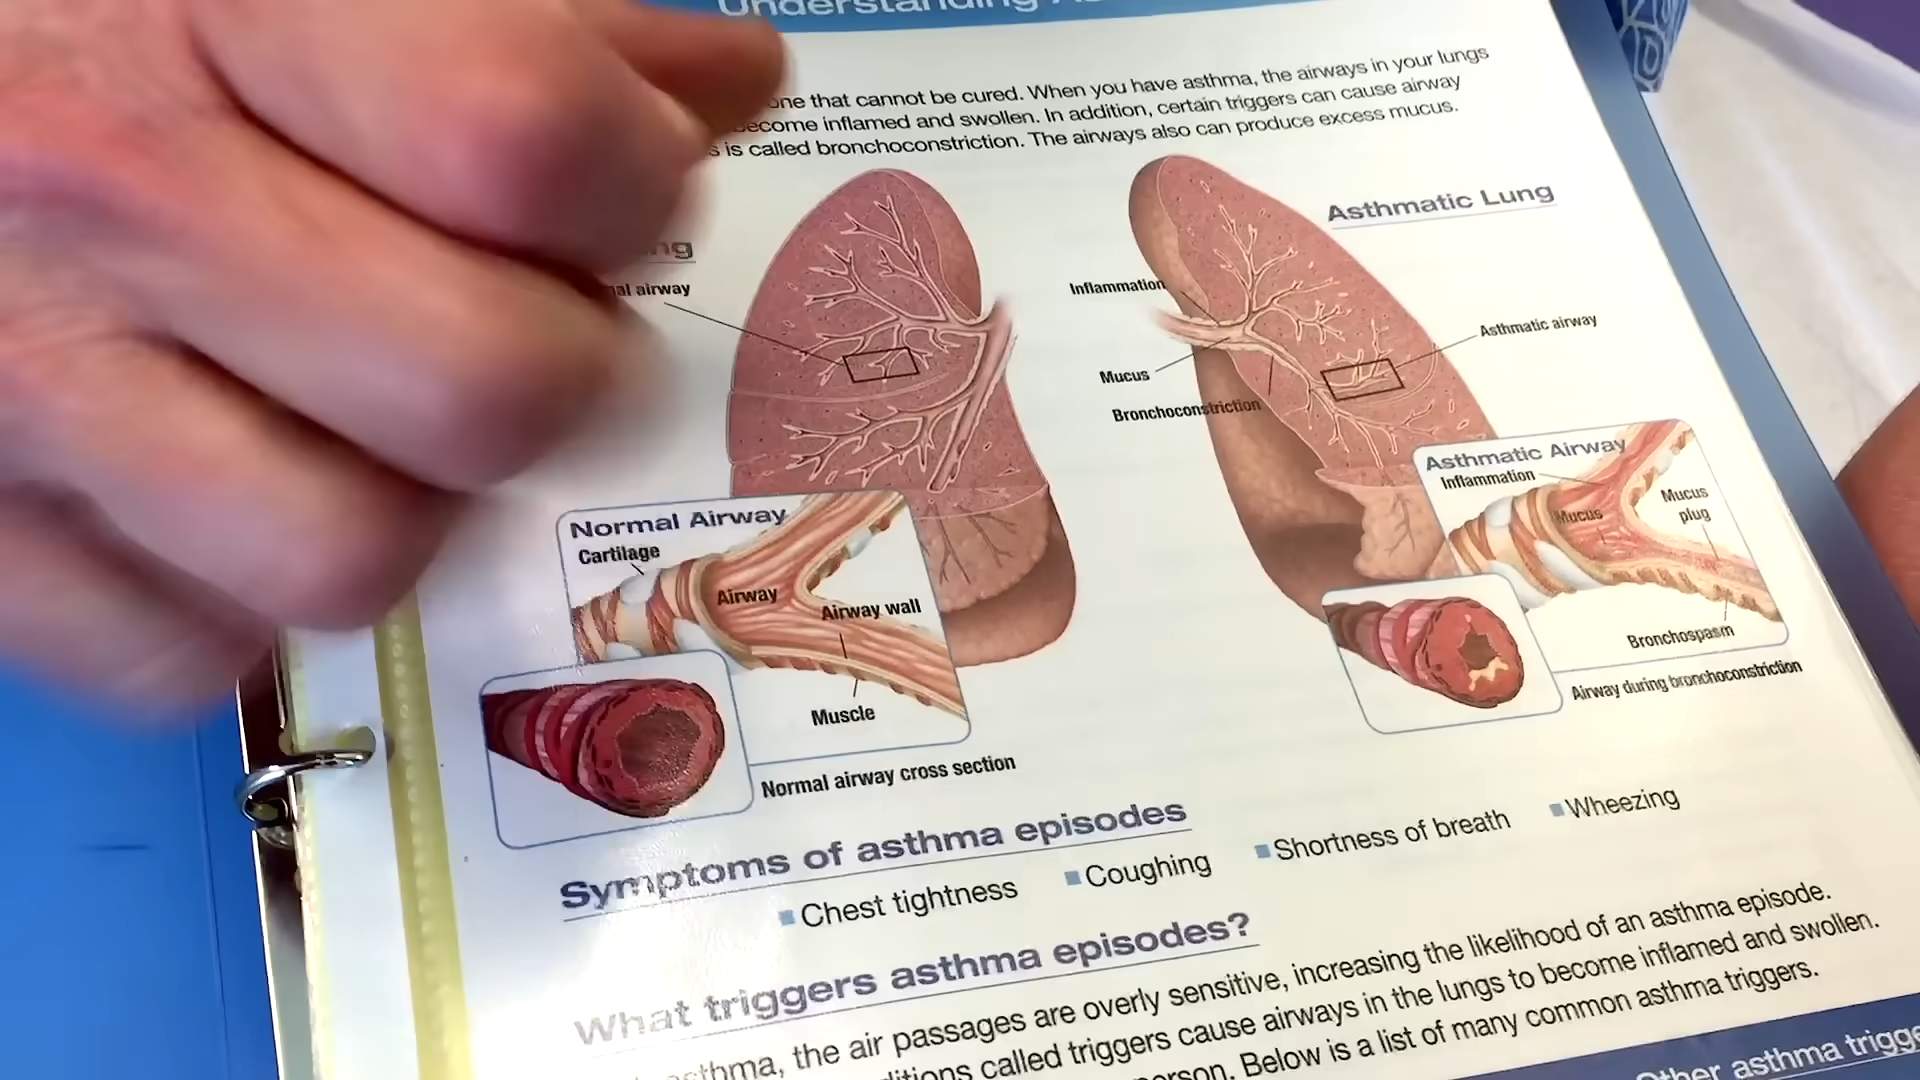 Understanding
one that cannot be cured. When you have asthma, the airways in your lungs
become inflamed and swollen. In addition, certain triggers can cause airway
is called bronchoconstriction. The airways also can produce excess mucus.
Asthmatic Lung
airway
Inflammation
Asthmatic airway
Mucus
Bronchoconstriction
Normal Airway
Cartilage
Airway
Airway wall
Muscle
Normal airway cross section
Asthmatic Airway
Inflammation
Mucus
Mucus
plug
Bronchospasm
Airway during bronchoconstriction
Symptoms of asthma episodes
Chest tightness
Coughing
Shortness of breath
Wheezing
What triggers asthma episodes?
asthma, the air passages are overly sensitive, increasing the likelihood of an asthma episode.
called triggers cause airways in the lungs to become inflamed and swollen.
Below is a list of many common asthma triggers.
Other asthma